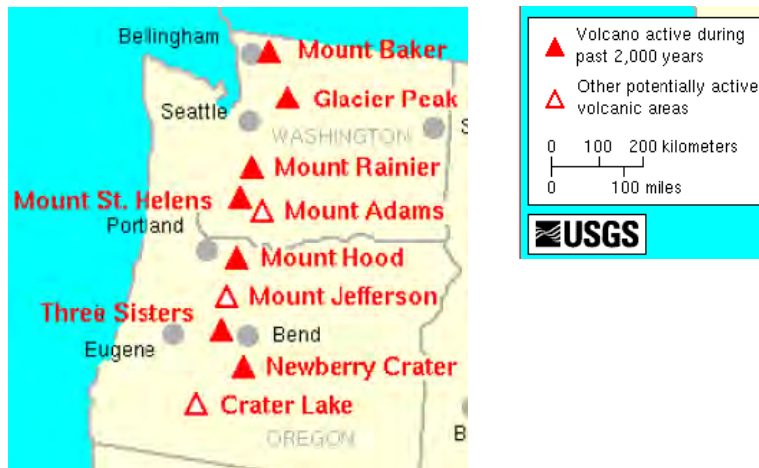 Bellingham
Mount Baker
Glacier Peak
Seattle
WASHINGTON
S
Mount Rainier
Mount St. Helens
Mount Adams
Portland
Mount Hood
Mount Jefferson
Three Sisters
Bend
Eugene
Newberry Crater
Crater Lake
OREGON
B
Volcano active during
past 2,000 years
Other potentially active
volcanic areas
0 100 200 kilometers
0 100 miles
USGS